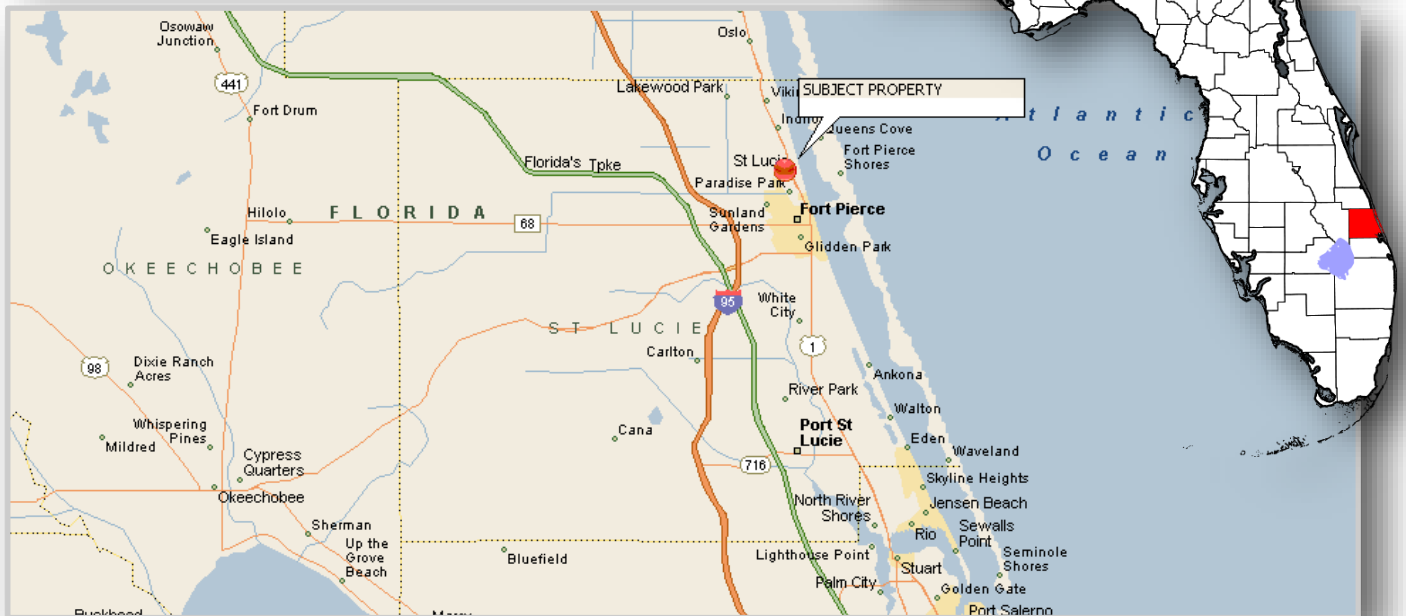 Osowaw
Junction
Oslo
441
Lakewood Park
SUBJECT PROPERTY
Fort Drum
Atlantic
Ocean
Queens Cove
Fort Pierce
Shores
Florida's Tpke
St Lucie
Paradise Park
Hilolo
FLORIDA
68
Sunland
Gardens
Fort Pierce
Eagle Island
Glidden Park
OKEECHOBEE
95
White
City
ST LUCIE
1
Carlton
98
Dixie Ranch
Acres
Ankona
River Park
Walton
Whispering
Pines
Mildred
Cana
Port St
Lucie
Eden
Waveland
Cypress
Quarters
716
Skyline Heights
Okeechobee
North River
Shores
Jensen Beach
Sherman
Rio
Sewalls
Point
Up the
Grove
Beach
Bluefield
Lighthouse Point
Seminole
Shores
Stuart
Palm City
Golden Gate
Port Salerno